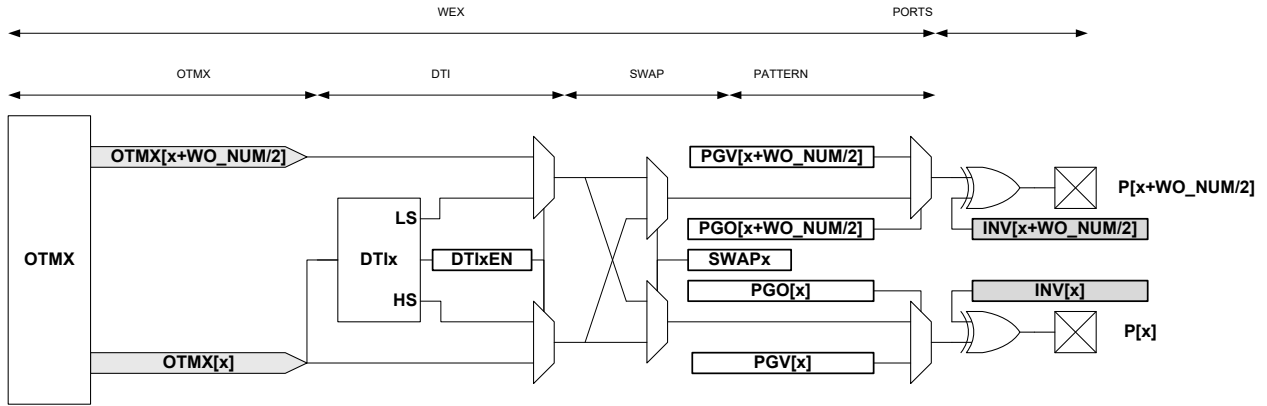 WEX
PORTS
OTMX
DTI
SWAP
PATTERN
OTMX[x+WO_NUM/2]
PGV[x+WO_NUM/2]
P[x+WO_NUM/2]
LS
PGO[x+WO_NUM/2]
INV[x+WO_NUM/2]
OTMX
DTIx
DTIxEN
SWAPx
HS
PGO[x]
INV[x]
P[x]
OTMX[x]
PGV[x]